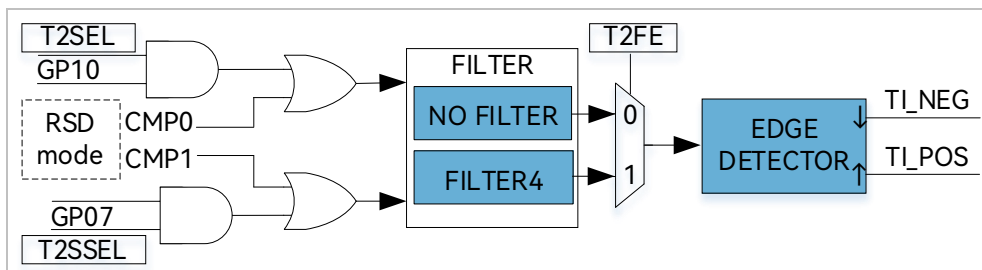 T2SEL
GP10
RSD
mode
CMP0
CMP1
GP07
T2SSEL
FILTER
NO FILTER
FILTER4
T2FE
0
1
EDGE
DETECTOR
TI_NEG
TI_POS